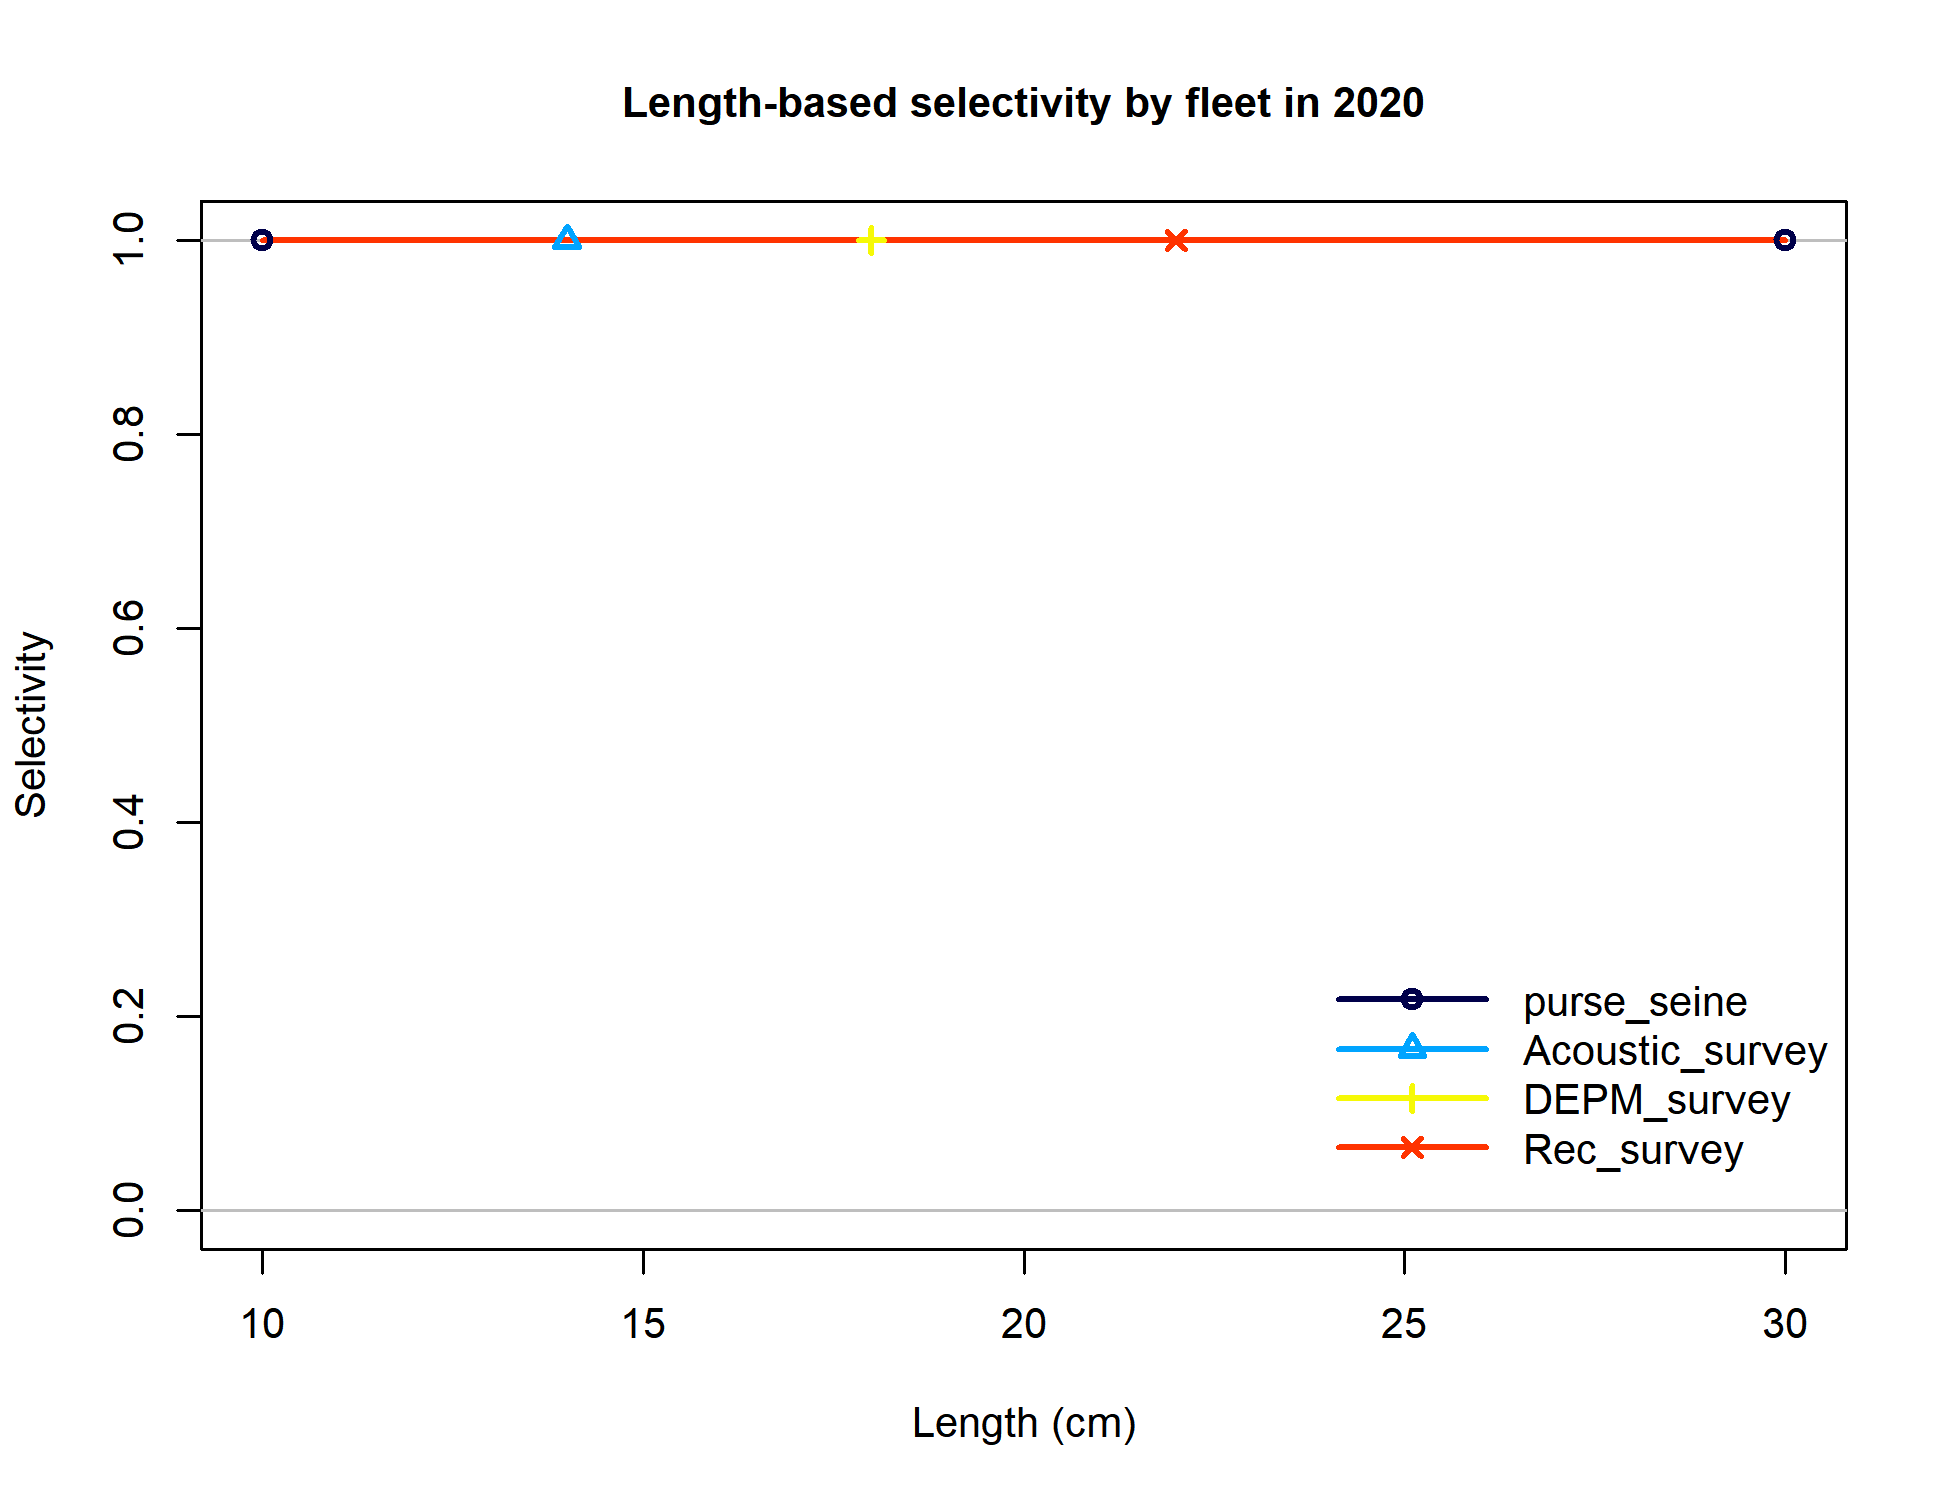 Length-based selectivity by fleet in 2020
Selectivity
1.0
0.8
0.6
0.4
0.2
0.0
purse_seine
Acoustic_survey
DEPM_survey
Rec_survey
10 15 20 25 30
Length (cm)